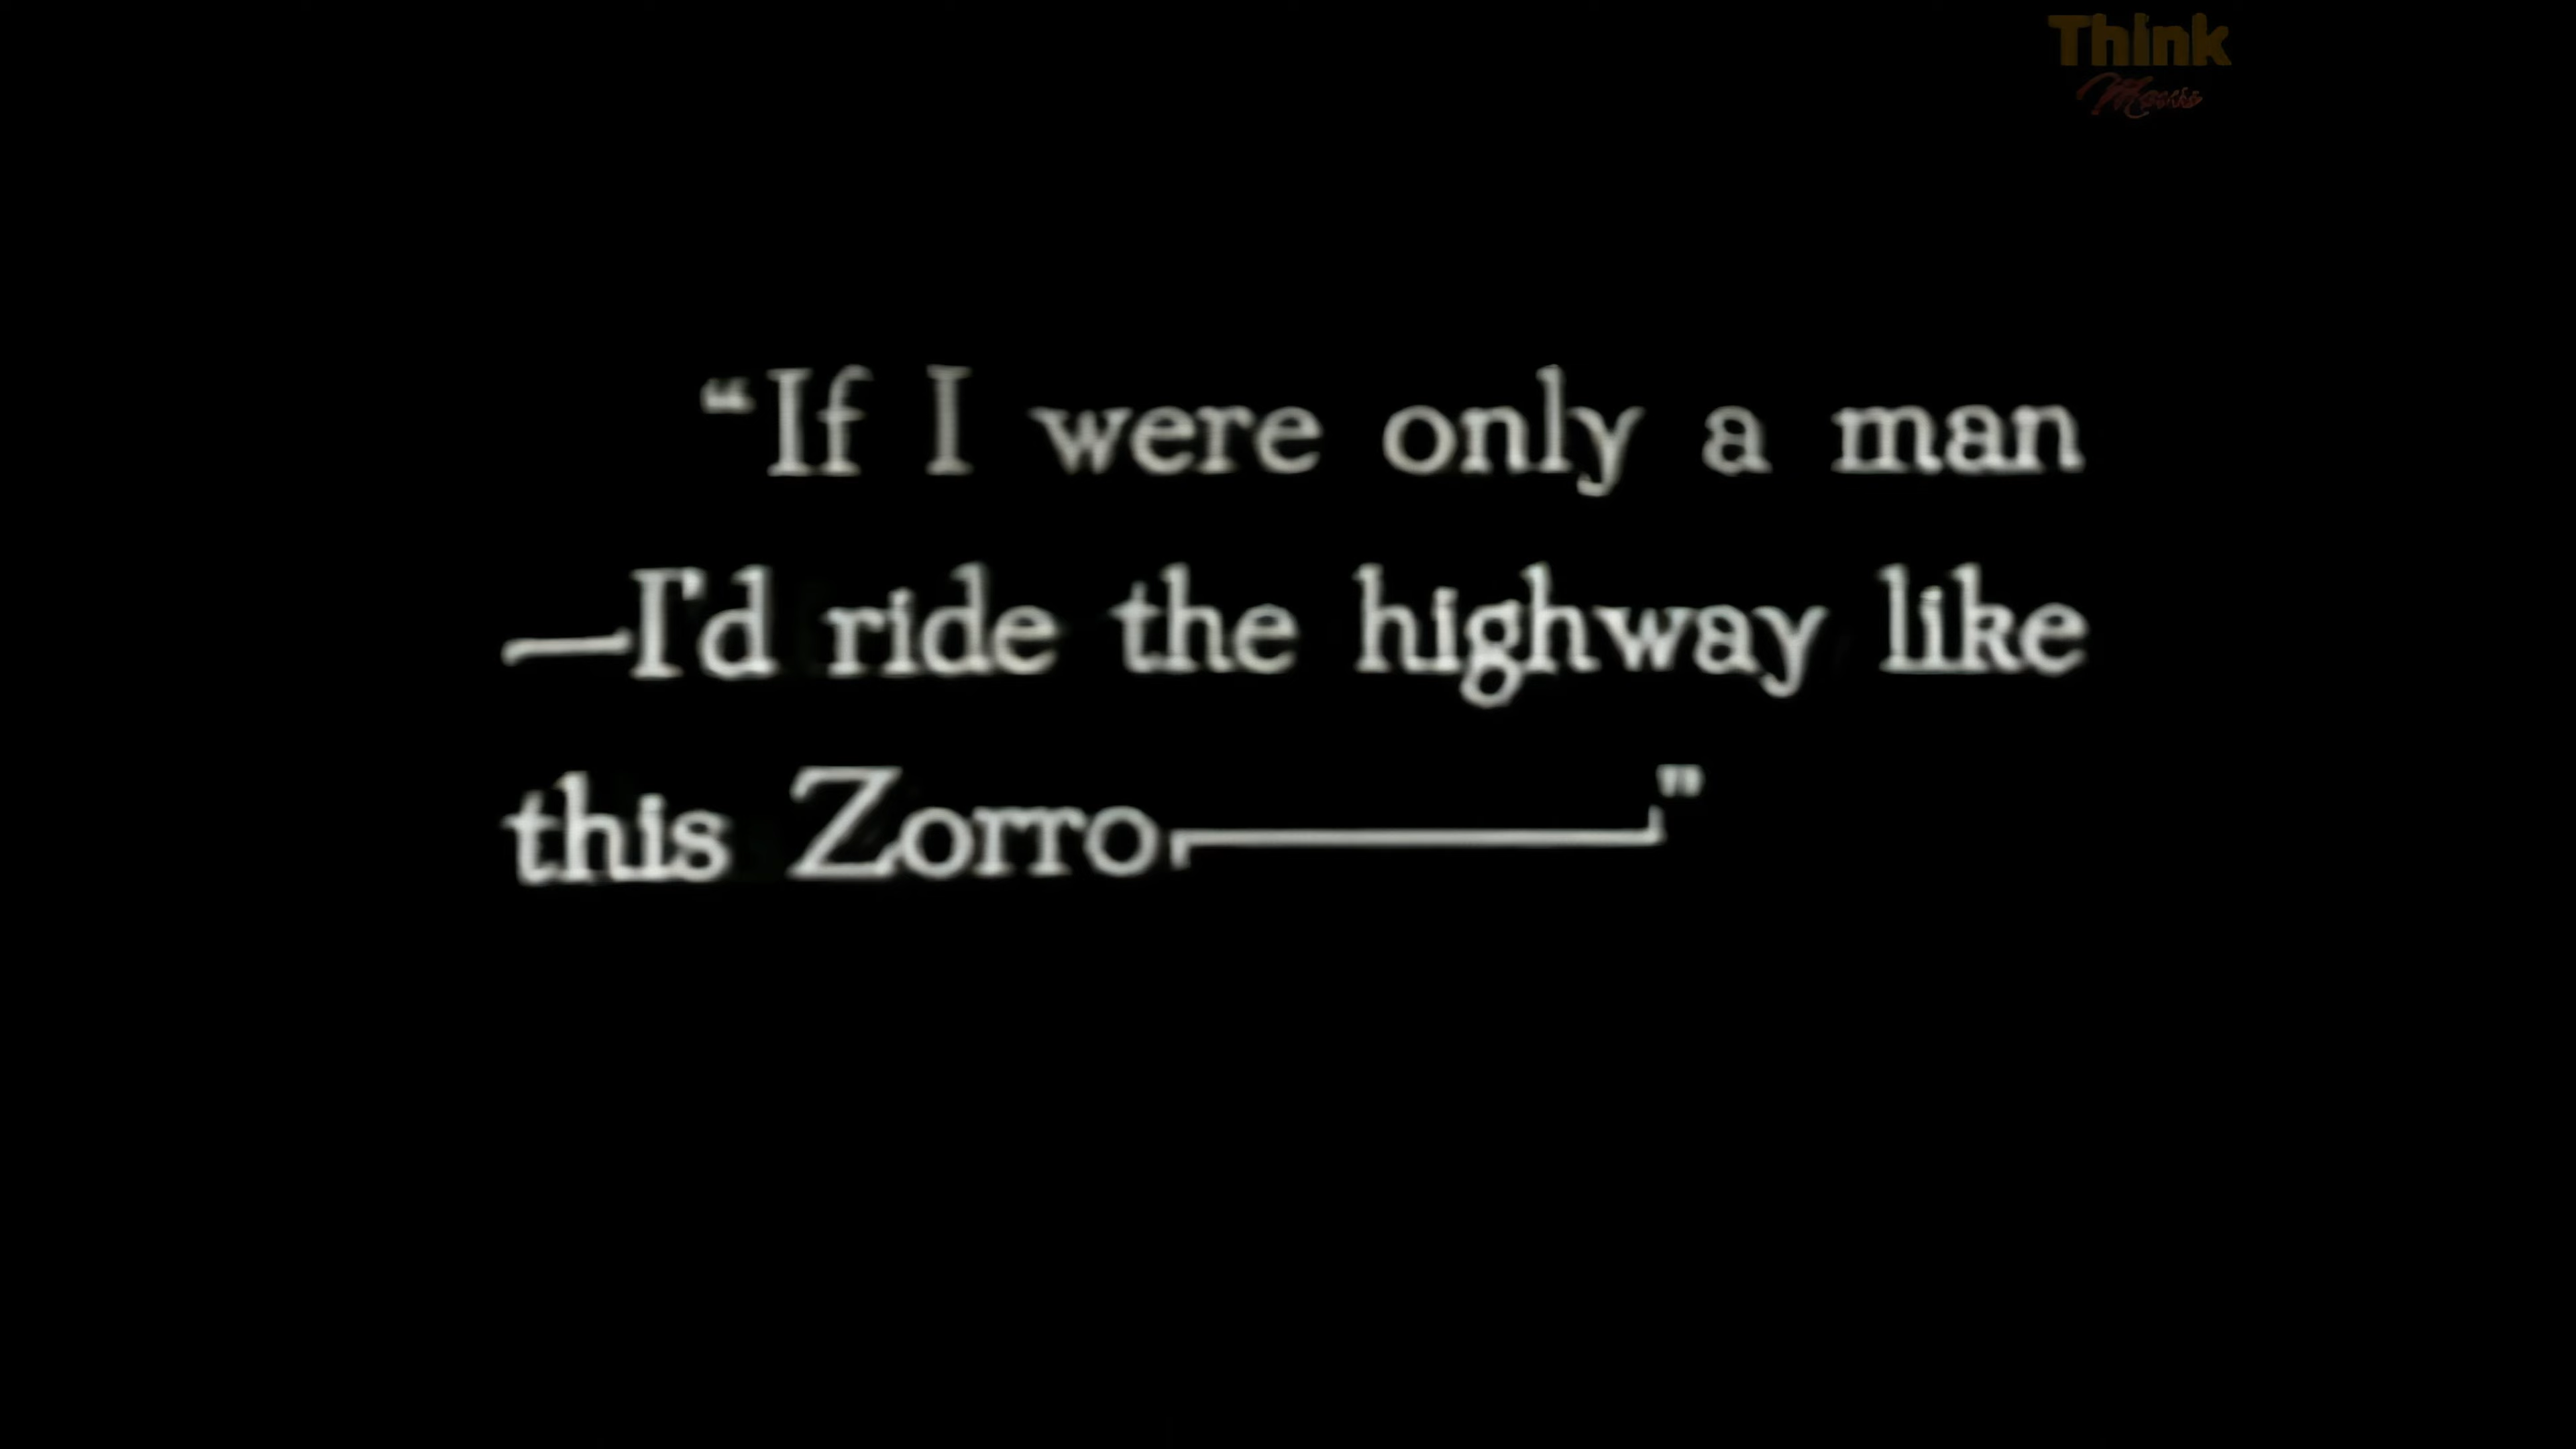 Think
“If I were only a man
—I'd ride the highway like
this Zorro———"